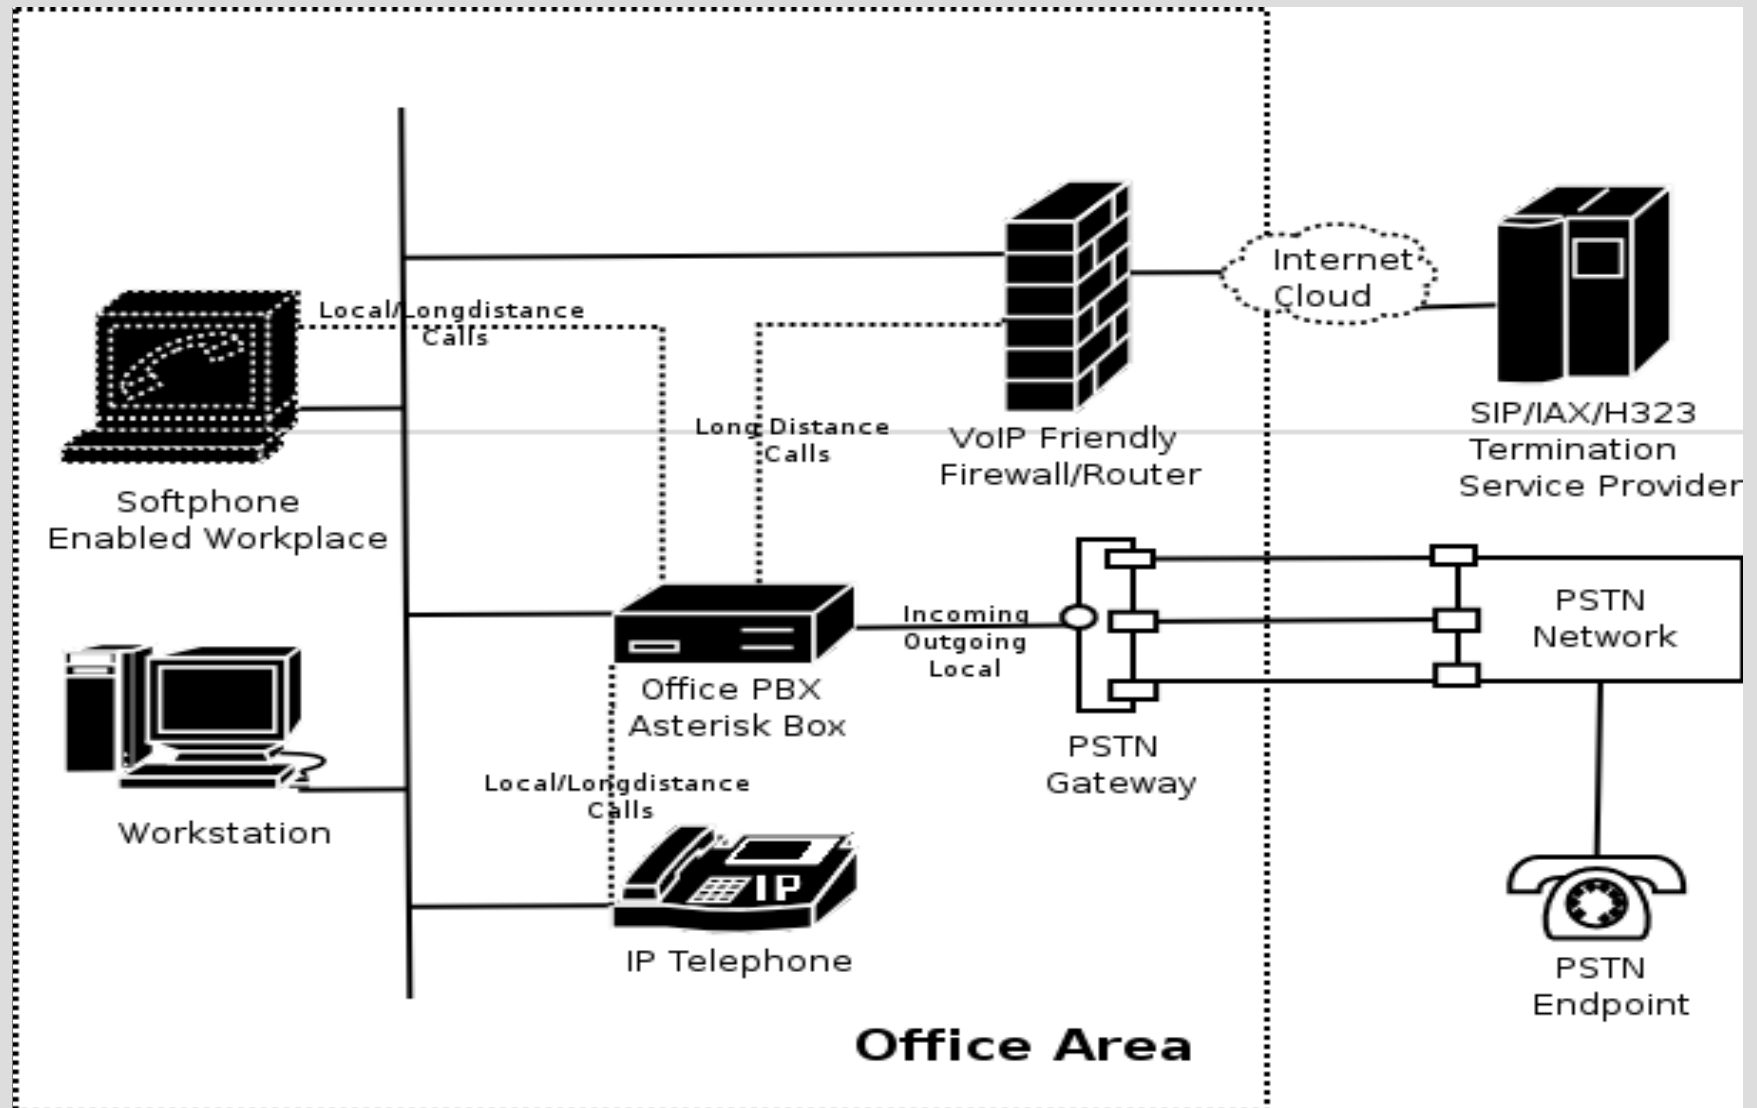 Internet
Cloud
Local/Longdistance
Calls
SIP/IAX/H323
Termination
Service Provider
Long Distance
Calls
VoIP Friendly
Firewall/Router
Softphone
Enabled Workplace
PSTN
Network
Incoming
Outgoing
Local
Office PBX
Asterisk Box
PSTN
Gateway
Local/Longdistance
Calls
Workstation
IP
IP Telephone
PSTN
Endpoint
Office Area